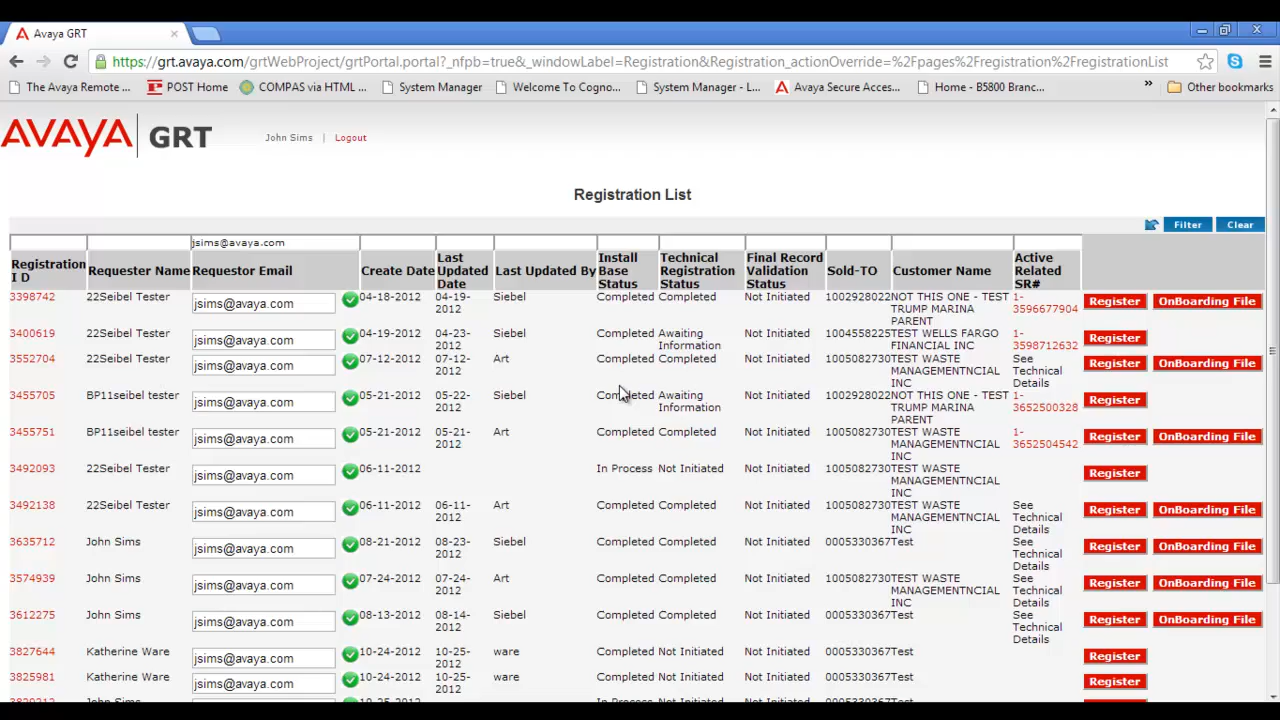 Avaya GRT
https://grt.avaya.com/grtWebProject/grtPortal.portal?_nfpb=true&_windowLabel=Registration&Registration_actionOverride=%2Fpages%2Fregistration%2FregistrationList
The Avaya Remote ... POST Home COMPAS via HTML ... System Manager Welcome To Cogno... System Manager - L... Avaya Secure Acces... Home - B5800 Branc... » Other bookmarks
AVAYA GRT John Sims | Logout
Registration List
Filter Clear
jsims@avaya.com
Registration I D Requester Name Requestor Email Create Date Last Updated Date Last Updated By Install Base Status Technical Registration Status Final Record Validation Status Sold-TO Customer Name Active Related SR#
3398742 22Seibel Tester jsims@avaya.com 04-18-2012 04-19-2012 Siebel Completed Completed Not Initiated 1002928022 NOT THIS ONE - TEST TRUMP MARINA PARENT 1-3596677904 Register OnBoarding File
3400619 22Seibel Tester jsims@avaya.com 04-19-2012 04-23-2012 Siebel Completed Awaiting Information Not Initiated 1004558225 TEST WELLS FARGO FINANCIAL INC 1-3598712632 Register
3552704 22Seibel Tester jsims@avaya.com 07-12-2012 07-12-2012 Art Completed Completed Not Initiated 1005082730 TEST WASTE MANAGEMENTNCIAL INC See Technical Details Register OnBoarding File
3455705 BP11seibel tester jsims@avaya.com 05-21-2012 05-22-2012 Siebel Completed Awaiting Information Not Initiated 1002928022 NOT THIS ONE - TEST TRUMP MARINA PARENT 1-3652500328 Register
3455751 BP11seibel tester jsims@avaya.com 05-21-2012 05-21-2012 Art Completed Completed Not Initiated 1005082730 TEST WASTE MANAGEMENTNCIAL INC 1-3652504542 Register OnBoarding File
3492093 22Seibel Tester jsims@avaya.com 06-11-2012 In Process Not Initiated Not Initiated 1005082730 TEST WASTE MANAGEMENTNCIAL INC Register
3492138 22Seibel Tester jsims@avaya.com 06-11-2012 06-11-2012 Art Completed Completed Not Initiated 1005082730 TEST WASTE MANAGEMENTNCIAL INC See Technical Details Register OnBoarding File
3635712 John Sims jsims@avaya.com 08-21-2012 08-23-2012 Siebel Completed Completed Not Initiated 0005330367 Test See Technical Details Register OnBoarding File
3574939 John Sims jsims@avaya.com 07-24-2012 07-24-2012 Art Completed Completed Not Initiated 1005082730 TEST WASTE MANAGEMENTNCIAL INC See Technical Details Register OnBoarding File
3612275 John Sims jsims@avaya.com 08-13-2012 08-14-2012 Siebel Completed Completed Not Initiated 0005330367 Test See Technical Details Register OnBoarding File
3827644 Katherine Ware jsims@avaya.com 10-24-2012 10-25-2012 ware Completed Not Initiated Not Initiated 0005330367 Test Register
3825981 Katherine Ware jsims@avaya.com 10-24-2012 10-25-2012 ware Completed Not Initiated Not Initiated 0005330367 Test Register